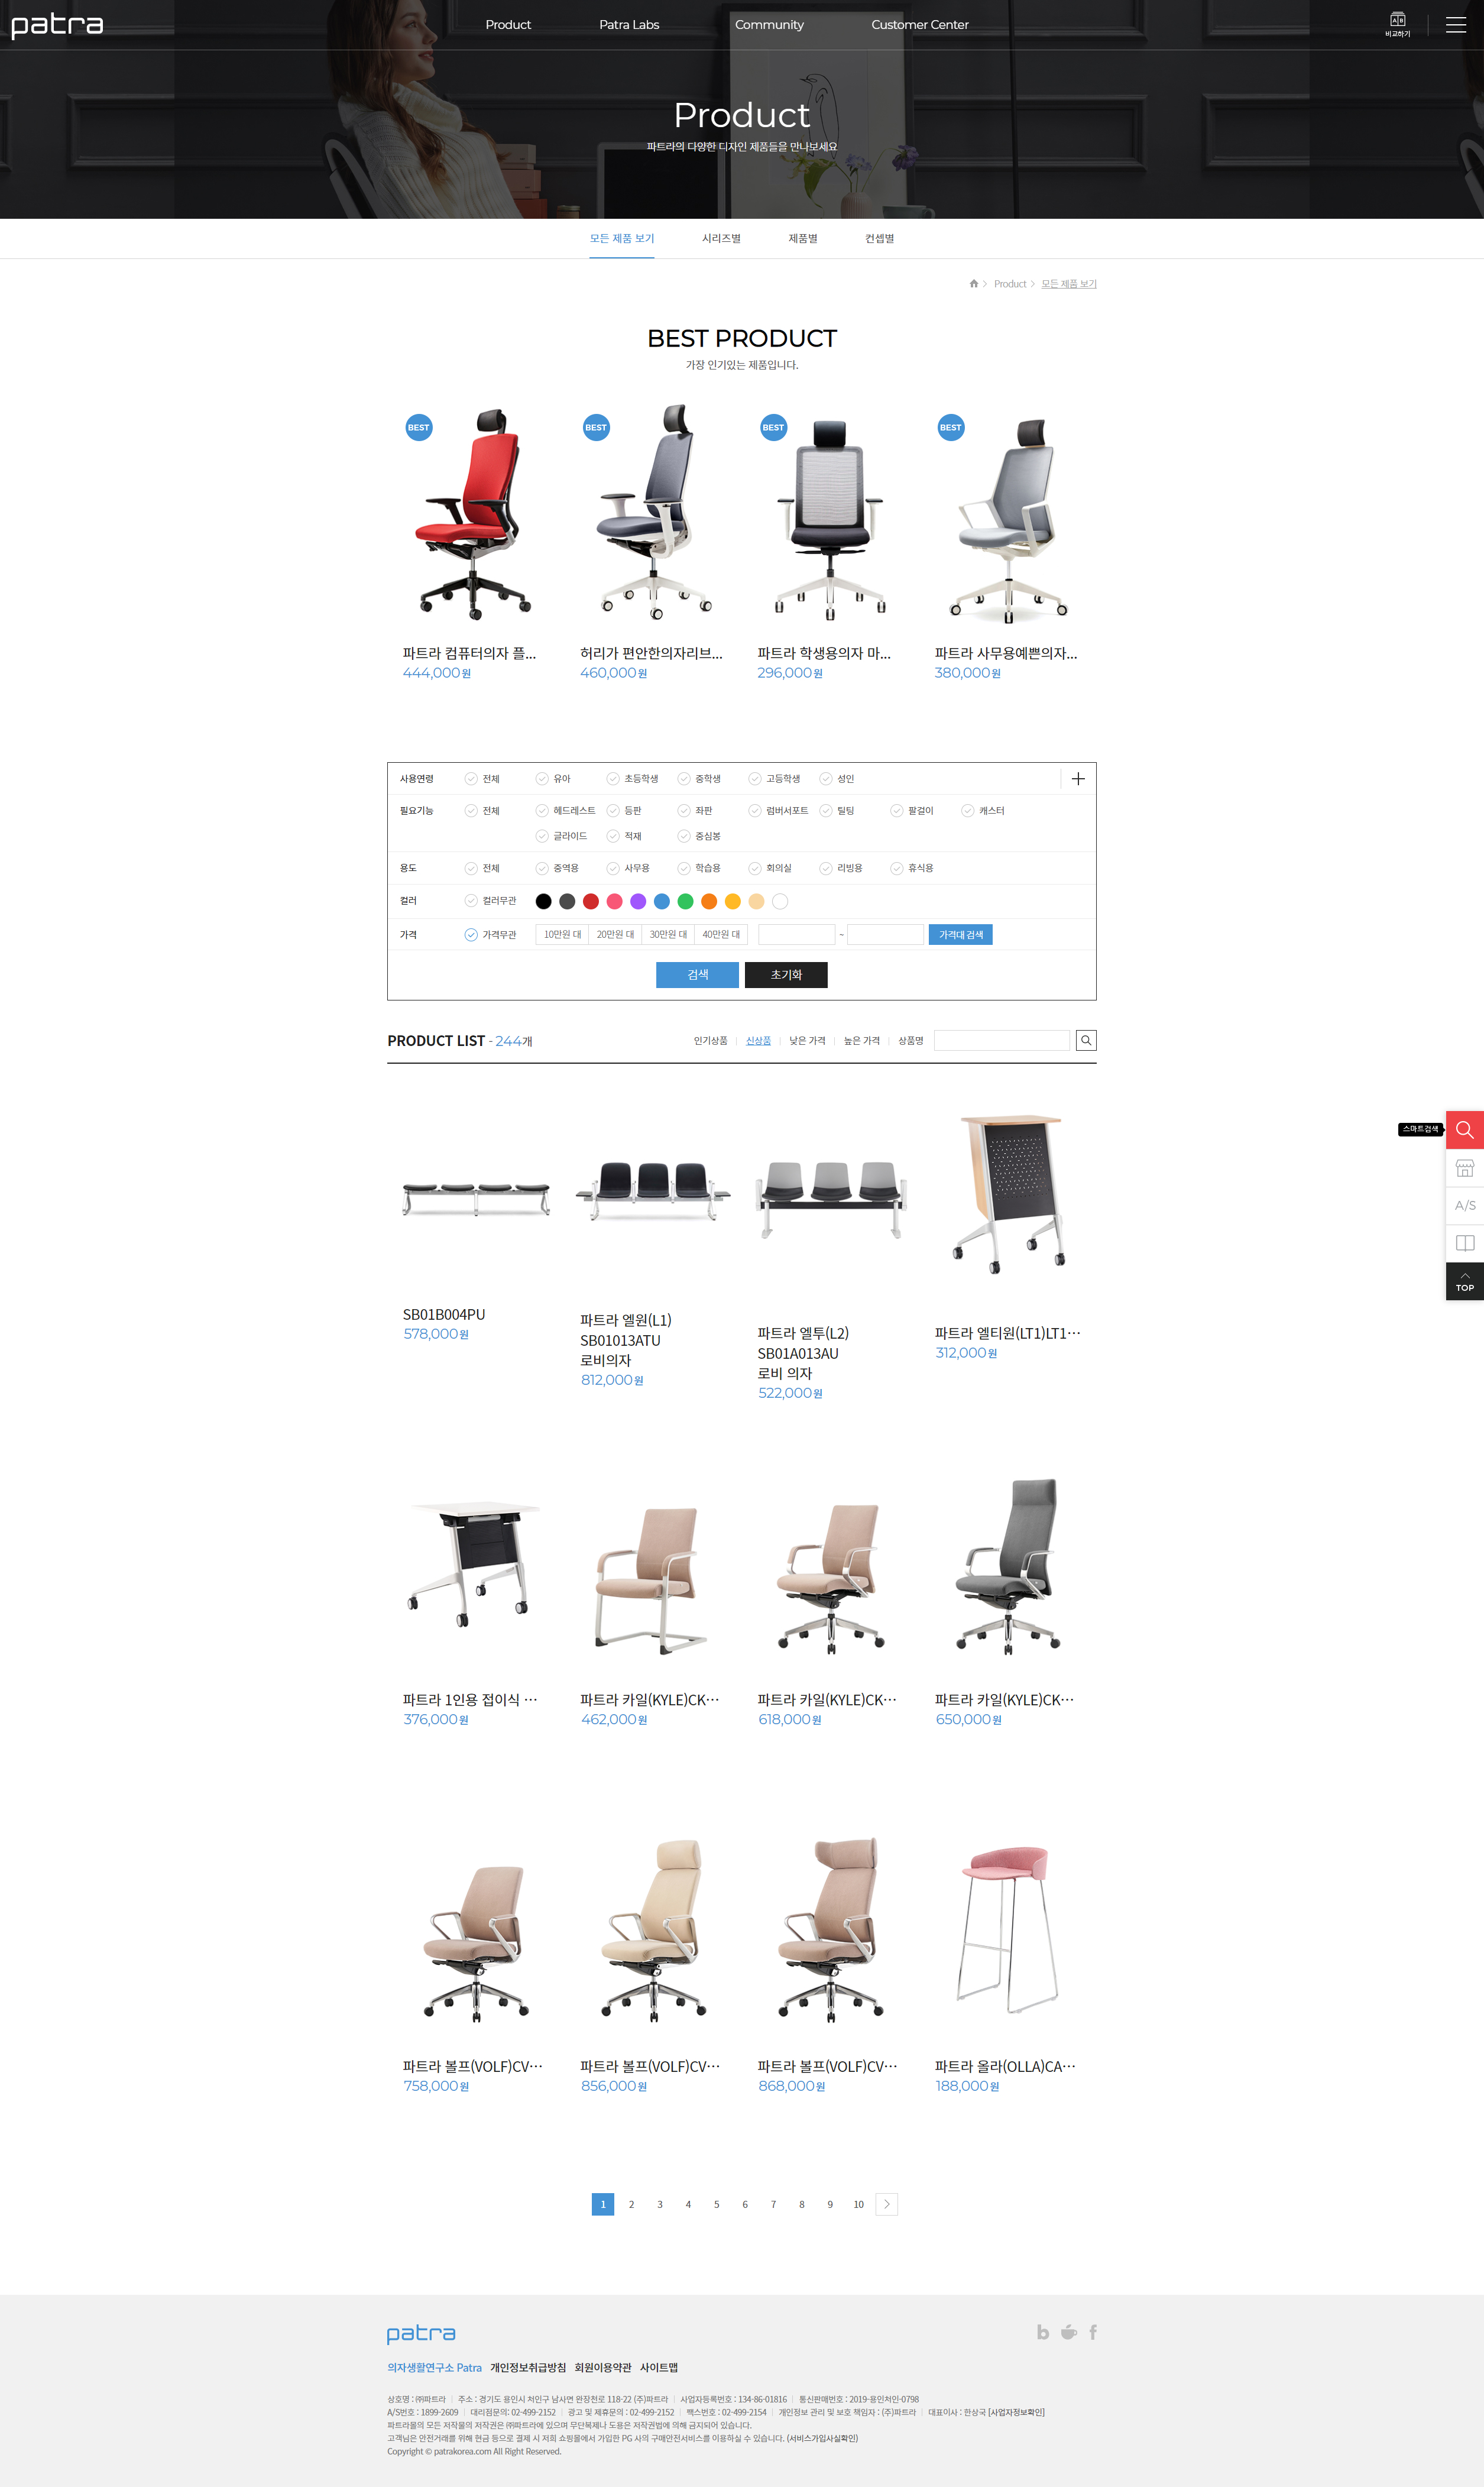 patra
Product
Patra Labs
Community
Customer Center
A B
비교하기
Product
파트라의 다양한 디자인 제품들을 만나보세요
모든 제품 보기
시리즈별
제품별
컨셉별
Product
모든 제품 보기
BEST PRODUCT
가장 인기있는 제품입니다.
BEST
BEST
BEST
BEST
파트라 컴퓨터의자 플...
444,000원
허리가 편안한의자리브...
460,000원
파트라 학생용의자 마...
296,000원
파트라 사무용예쁜의자...
380,000원
사용연령 전체 유아 초등학생 중학생 고등학생 성인
필요기능 전체 헤드레스트 등판 좌판 럼버서포트 틸팅 팔걸이 캐스터
글라이드 적재 중심봉
용도 전체 중역용 사무용 학습용 회의실 리빙용 휴식용
컬러 컬러무관
가격 가격무관 10만원 대 20만원 대 30만원 대 40만원 대 ~ 가격대 검색
검색 초기화
PRODUCT LIST - 244개
인기상품 신상품 낮은 가격 높은 가격 상품명
스마트검색
A/S
TOP
SB01B004PU
578,000원
파트라 엘원(L1)
SB01013ATU
로비의자
812,000원
파트라 엘투(L2)
SB01A013AU
로비 의자
522,000원
파트라 엘티원(LT1)LT1…
312,000원
파트라 1인용 접이식 …
376,000원
파트라 카일(KYLE)CK…
462,000원
파트라 카일(KYLE)CK…
618,000원
파트라 카일(KYLE)CK…
650,000원
파트라 볼프(VOLF)CV…
758,000원
파트라 볼프(VOLF)CV…
856,000원
파트라 볼프(VOLF)CV…
868,000원
파트라 올라(OLLA)CA…
188,000원
1 2 3 4 5 6 7 8 9 10
patra
b f
의자생활연구소 Patra 개인정보취급방침 회원이용약관 사이트맵
상호명 : ㈜파트라 주소 : 경기도 용인시 처인구 남사면 완장천로 118-22 (주)파트라 사업자등록번호 : 134-86-01816 통신판매번호 : 2019-용인처인-0798
A/S번호 : 1899-2609 대리점문의: 02-499-2152 광고 및 제휴문의 : 02-499-2152 팩스번호 : 02-499-2154 개인정보 관리 및 보호 책임자 : (주)파트라 대표이사 : 한상국 [사업자정보확인]
파트라몰의 모든 저작물의 저작권은 ㈜파트라에 있으며 무단복제나 도용은 저작권법에 의해 금지되어 있습니다.
고객님은 안전거래를 위해 현금 등으로 결제 시 저희 쇼핑몰에서 가입한 PG 사의 구매안전서비스를 이용하실 수 있습니다. (서비스가입사실확인)
Copyright © patrakorea.com All Right Reserved.